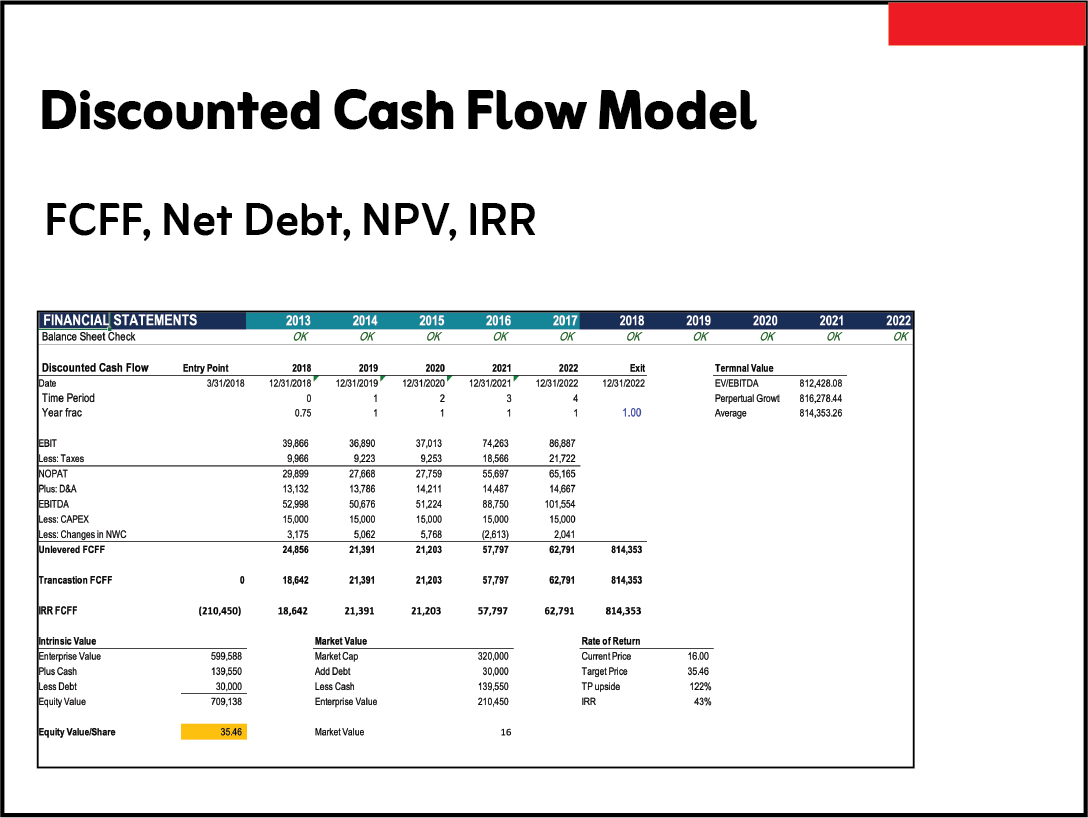 Discounted Cash Flow Model
FCFF, Net Debt, NPV, IRR
FINANCIAL STATEMENTS 2013 2014 2015 2016 2017 2018 2019 2020 2021 2022
Balance Sheet Check OK OK OK OK OK OK OK OK OK OK
Discounted Cash Flow Entry Point 2018 2019 2020 2021 2022 Exit Termnal Value
Date 3/31/2018 12/31/2018 12/31/2019 12/31/2020 12/31/2021 12/31/2022 12/31/2022 EV/EBITDA 812,428.08
Time Period 0 1 2 3 4 Perpertual Growt 816,278.44
Year frac 0.75 1 1 1 1 1.00 Average 814,353.26
EBIT 39,866 36,890 37,013 74,263 86,887
Less: Taxes 9,966 9,223 9,253 18,566 21,722
NOPAT 29,899 27,668 27,759 55,697 65,165
Plus: D&A 13,132 13,786 14,211 14,487 14,667
EBITDA 52,998 50,676 51,224 88,750 101,554
Less: CAPEX 15,000 15,000 15,000 15,000 15,000
Less: Changes in NWC 3,175 5,062 5,768 (2,613) 2,041
Unlevered FCFF 24,856 21,391 21,203 57,797 62,791 814,353
Trancastion FCFF 0 18,642 21,391 21,203 57,797 62,791 814,353
IRR FCFF (210,450) 18,642 21,391 21,203 57,797 62,791 814,353
Intrinsic Value Market Value Rate of Return
Enterprise Value 599,588 Market Cap 320,000 Current Price 16.00
Plus Cash 139,550 Add Debt 30,000 Target Price 35.46
Less Debt 30,000 Less Cash 139,550 TP upside 122%
Equity Value 709,138 Enterprise Value 210,450 IRR 43%
Equity Value/Share 35.46 Market Value 16